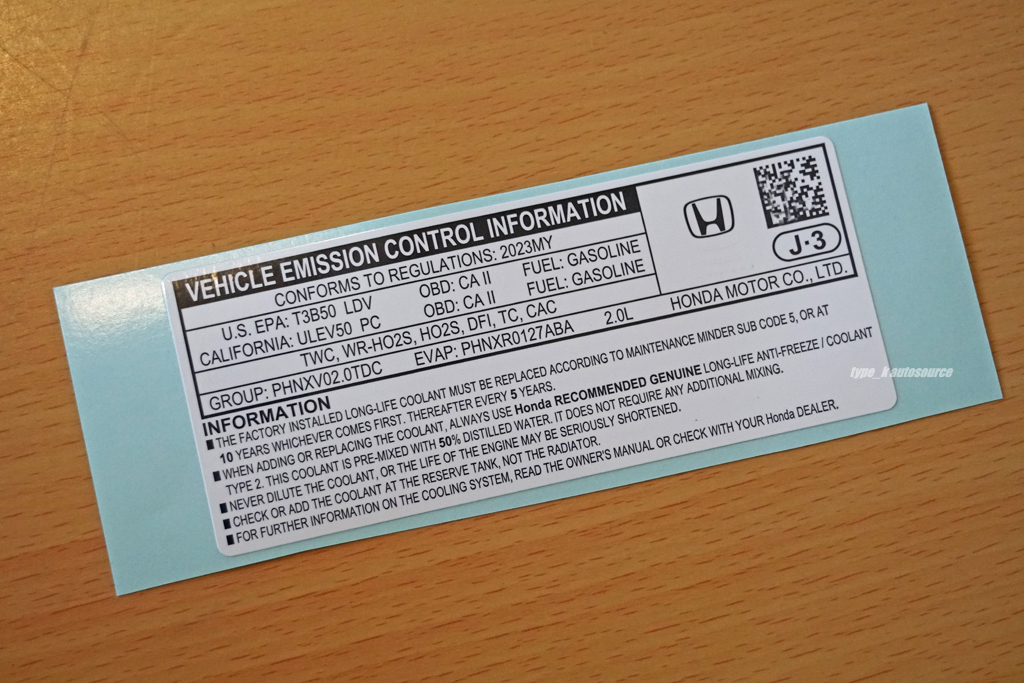 VEHICLE EMISSION CONTROL INFORMATION
CONFORMS TO REGULATIONS: 2023MY
U.S. EPA: T3B50 LDV OBD: CA II FUEL: GASOLINE
CALIFORNIA: ULEV50 PC OBD: CA II FUEL: GASOLINE
TWC, WR-HO2S, HO2S, DFI, TC, CAC
J·3
GROUP: PHNXV02.0TDC EVAP: PHNXR0127ABA 2.0L HONDA MOTOR CO., LTD.
INFORMATION
THE FACTORY INSTALLED LONG-LIFE COOLANT MUST BE REPLACED ACCORDING TO MAINTENANCE MINDER SUB CODE 5, OR AT
10 YEARS WHICHEVER COMES FIRST. THEREAFTER EVERY 5 YEARS.
WHEN ADDING OR REPLACING THE COOLANT, ALWAYS USE Honda RECOMMENDED GENUINE LONG-LIFE ANTI-FREEZE / COOLANT
TYPE 2. THIS COOLANT IS PRE-MIXED WITH 50% DISTILLED WATER. IT DOES NOT REQUIRE ANY ADDITIONAL MIXING.
NEVER DILUTE THE COOLANT, OR THE LIFE OF THE ENGINE MAY BE SERIOUSLY SHORTENED.
CHECK OR ADD THE COOLANT AT THE RESERVE TANK, NOT THE RADIATOR.
FOR FURTHER INFORMATION ON THE COOLING SYSTEM, READ THE OWNER'S MANUAL OR CHECK WITH YOUR Honda DEALER.
type_k autosource